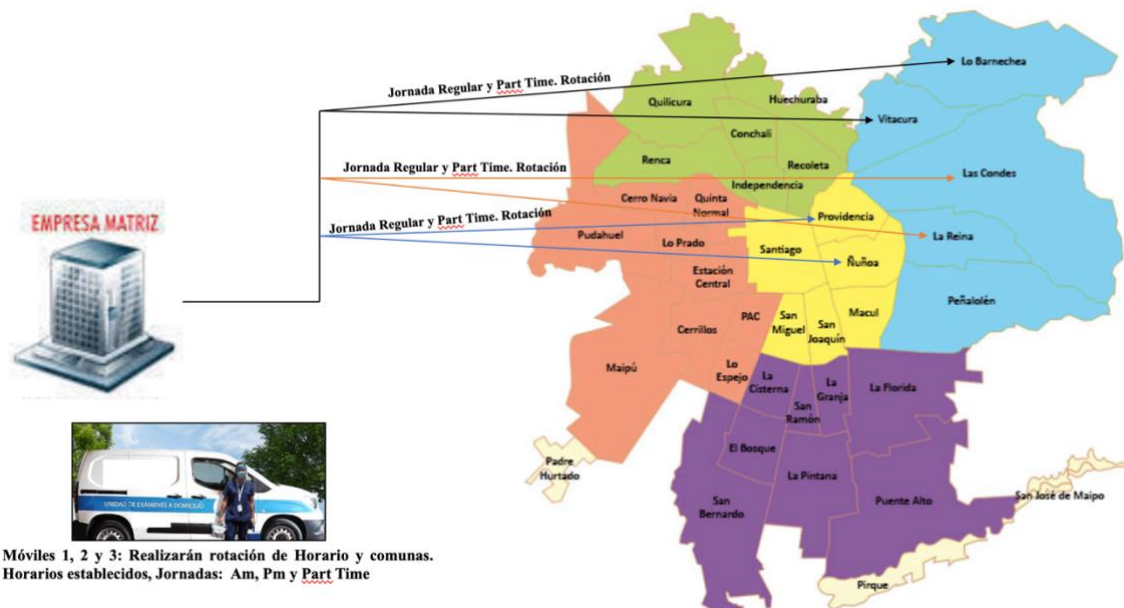 Lo Barnechea
Jornada Regular y Part Time. Rotación
Quilicura
Huechuraba
Vitacura
Conchalí
Renca
Recoleta
Jornada Regular y Part Time. Rotación
Las Condes
Independencia
Cerro Navia
Quinta
Normal
EMPRESA MATRIZ
Jornada Regular y Part Time. Rotación
Providencia
Pudahuel
Lo Prado
Santiago
La Reina
Ñuñoa
Estación
Central
Peñalolén
PAC
San
Miguel
San
Joaquín
Macul
Cerrillos
Maipú
Lo
Espejo
La
Cisterna
La
Granja
La Florida
San
Ramón
El Bosque
Padre
Hurtado
La Pintana
San
Bernardo
Puente Alto
San José de Maipo
UNIDAD DE EXÁMENES A DOMICILIO
Móviles 1, 2 y 3: Realizarán rotación de Horario y comunas.
Horarios establecidos, Jornadas: Am, Pm y Part Time
Pirque